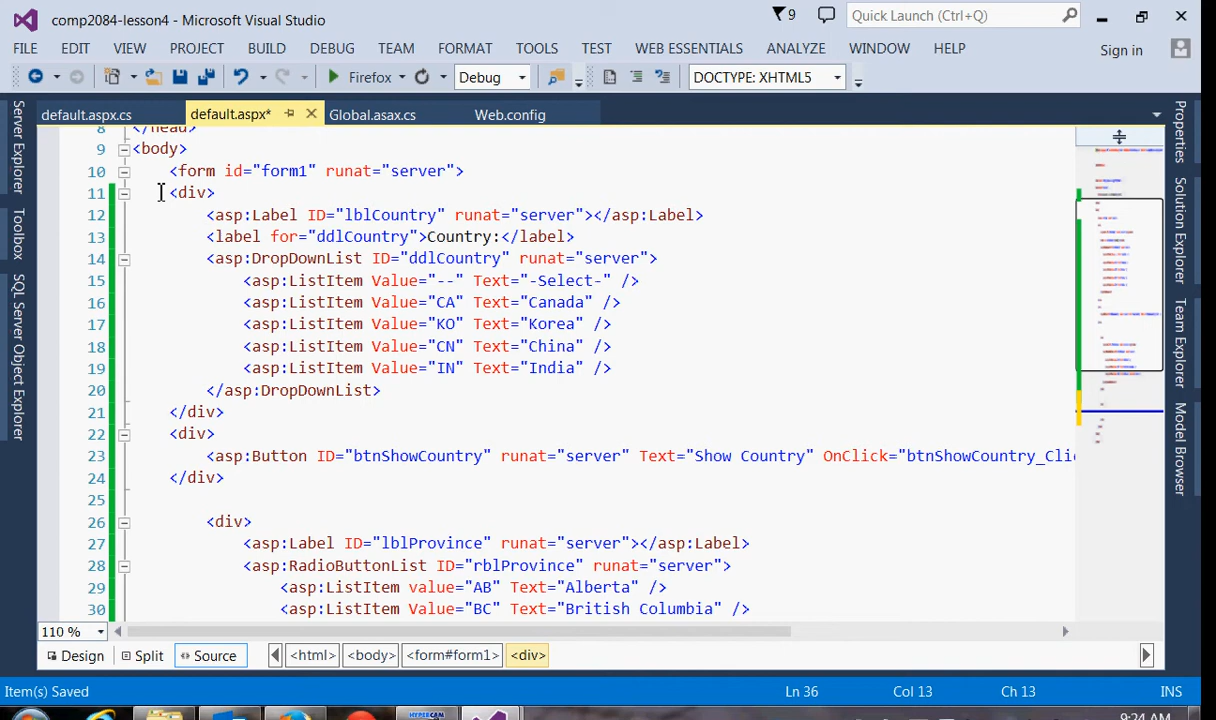 comp2084-lesson4 - Microsoft Visual Studio
9
Quick Launch (Ctrl+Q)
FILE EDIT VIEW PROJECT BUILD DEBUG TEAM FORMAT TOOLS TEST WEB ESSENTIALS ANALYZE WINDOW HELP
Sign in
Firefox Debug DOCTYPE: XHTML5
default.aspx.cs default.aspx* Global.asax.cs Web.config
Server Explorer
Toolbox
SQL Server Object Explorer
8 </head>
9 <body>
10 <form id="form1" runat="server">
11 <div>
12 <asp:Label ID="lblCountry" runat="server"></asp:Label>
13 <label for="ddlCountry">Country:</label>
14 <asp:DropDownList ID="ddlCountry" runat="server">
15 <asp:ListItem Value="--" Text="-Select-" />
16 <asp:ListItem Value="CA" Text="Canada" />
17 <asp:ListItem Value="KO" Text="Korea" />
18 <asp:ListItem Value="CN" Text="China" />
19 <asp:ListItem Value="IN" Text="India" />
20 </asp:DropDownList>
21 </div>
22 <div>
23 <asp:Button ID="btnShowCountry" runat="server" Text="Show Country" OnClick="btnShowCountry_Clic
24 </div>
25
26 <div>
27 <asp:Label ID="lblProvince" runat="server"></asp:Label>
28 <asp:RadioButtonList ID="rblProvince" runat="server">
29 <asp:ListItem value="AB" Text="Alberta" />
30 <asp:ListItem Value="BC" Text="British Columbia" />
Properties
Solution Explorer
Team Explorer
Model Browser
110 %
Design Split Source <html> <body> <form#form1> <div>
Item(s) Saved Ln 36 Col 13 Ch 13 INS
HYPERCAM
9:24 AM